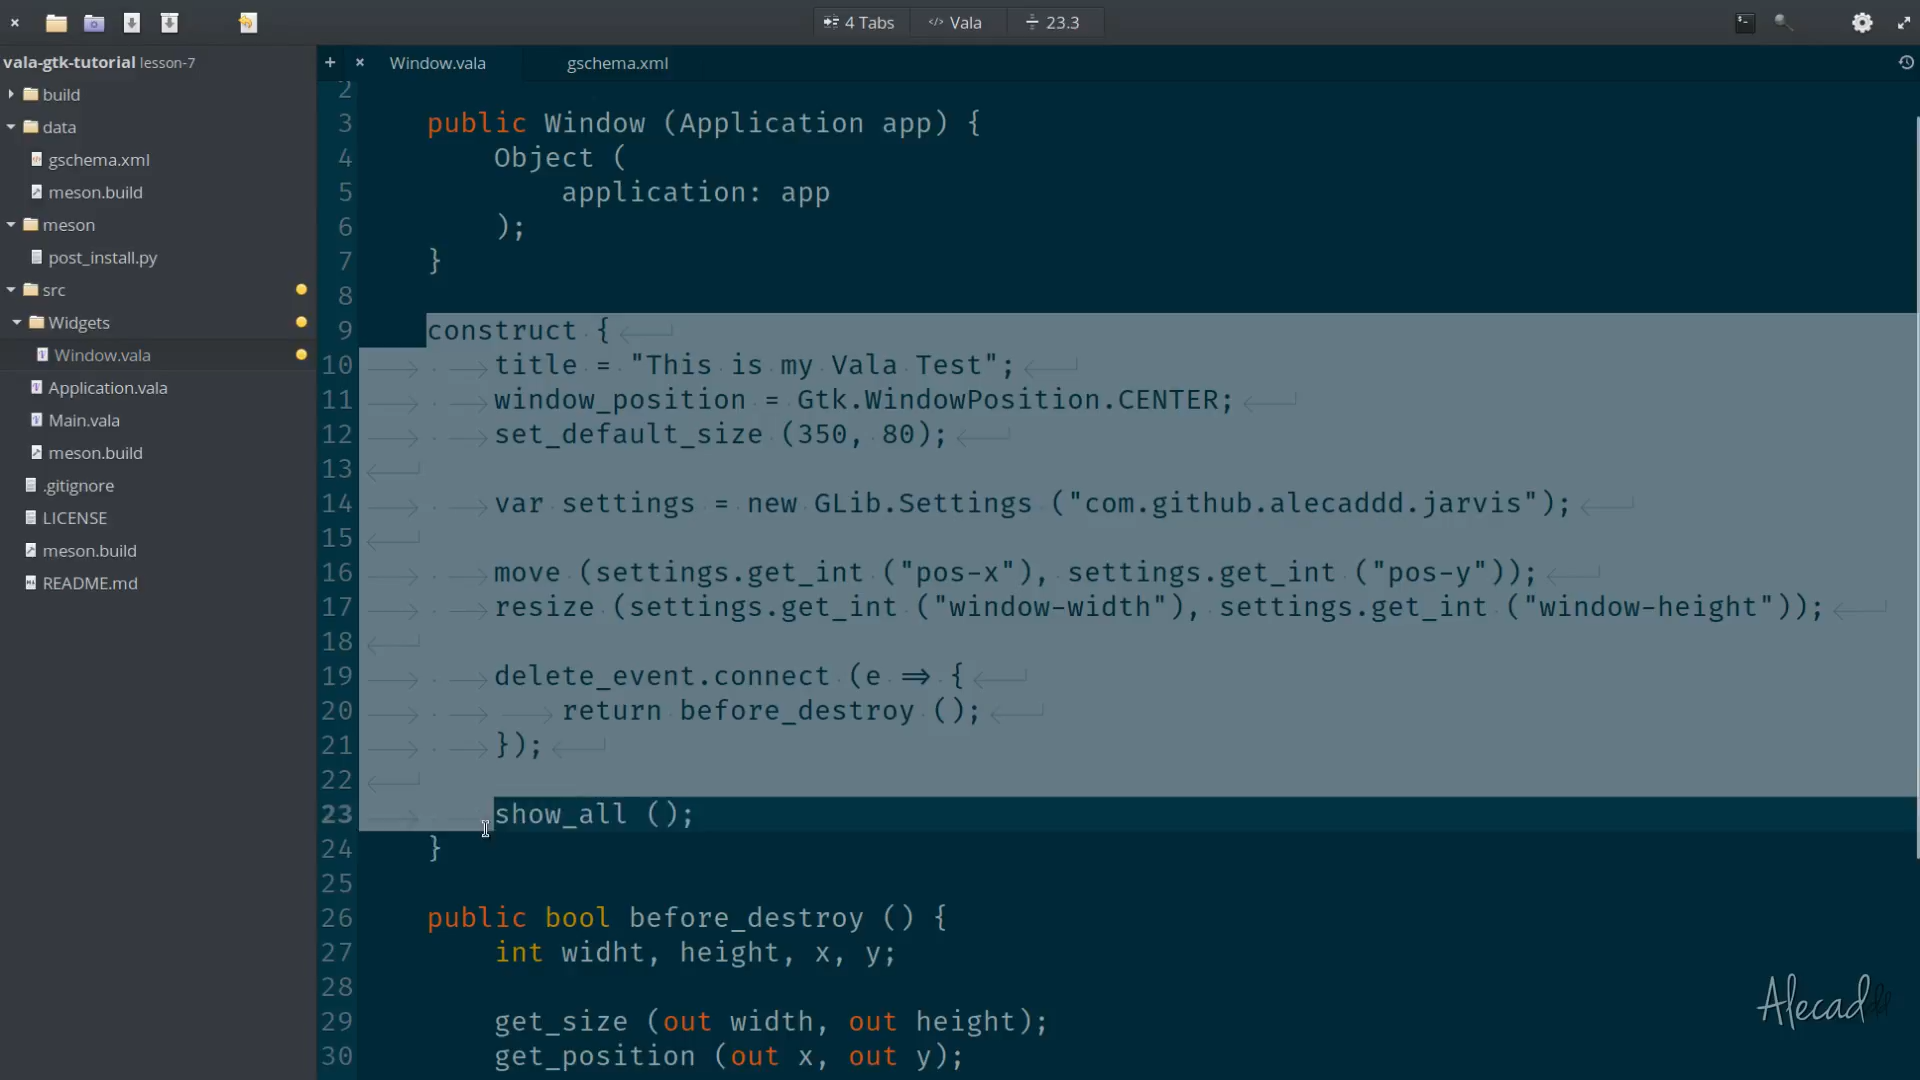 4 Tabs
Vala
23.3
vala-gtk-tutorial lesson-7
build
data
gschema.xml
meson.build
meson
post_install.py
src
Widgets
Window.vala
Application.vala
Main.vala
meson.build
.gitignore
LICENSE
meson.build
README.md
+ × Window.vala gschema.xml
2
3 public Window (Application app) {
4 Object (
5 application: app
6 );
7 }
8
9 construct {
10 title = "This is my Vala Test";
11 window_position = Gtk.WindowPosition.CENTER;
12 set_default_size (350, 80);
13
14 var settings = new GLib.Settings ("com.github.alecaddd.jarvis");
15
16 move (settings.get_int ("pos-x"), settings.get_int ("pos-y"));
17 resize (settings.get_int ("window-width"), settings.get_int ("window-height"));
18
19 delete_event.connect (e => {
20 return before_destroy ();
21 });
22
23 show_all ();
24 }
25
26 public bool before_destroy () {
27 int widht, height, x, y;
28
29 get_size (out width, out height);
30 get_position (out x, out y);
Alecaddd